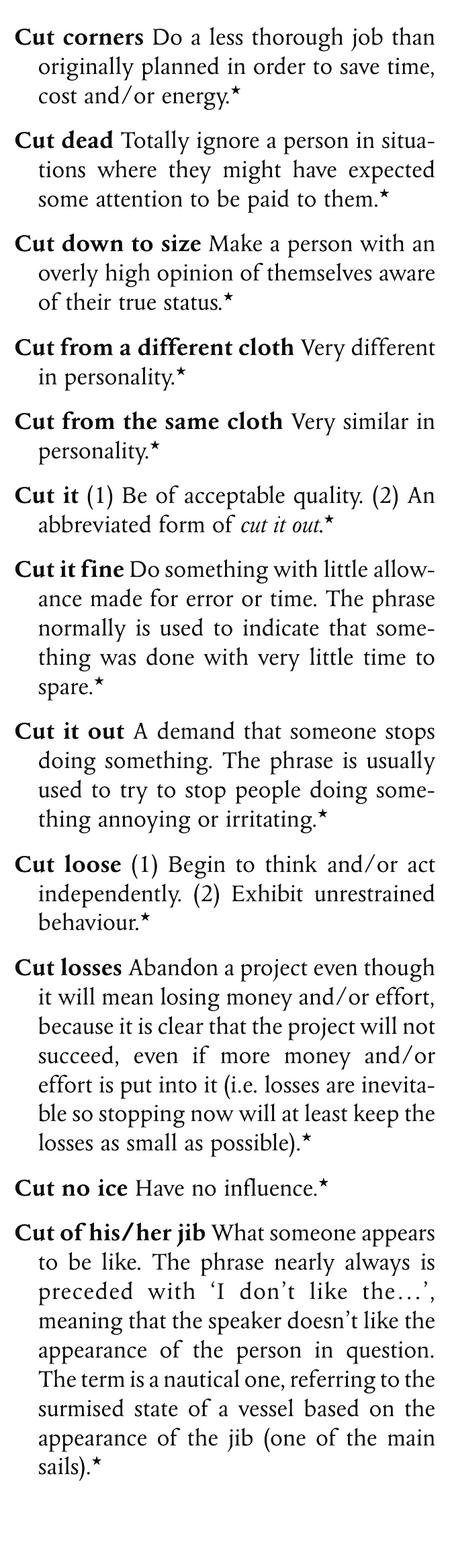 Cut corners Do a less thorough job than
originally planned in order to save time,
cost and/or energy.★
Cut dead Totally ignore a person in situa-
tions where they might have expected
some attention to be paid to them.★
Cut down to size Make a person with an
overly high opinion of themselves aware
of their true status.★
Cut from a different cloth Very different
in personality.★
Cut from the same cloth Very similar in
personality.★
Cut it (1) Be of acceptable quality. (2) An
abbreviated form of cut it out.★
Cut it fine Do something with little allow-
ance made for error or time. The phrase
normally is used to indicate that some-
thing was done with very little time to
spare.★
Cut it out A demand that someone stops
doing something. The phrase is usually
used to try to stop people doing some-
thing annoying or irritating.★
Cut loose (1) Begin to think and/or act
independently. (2) Exhibit unrestrained
behaviour.★
Cut losses Abandon a project even though
it will mean losing money and/or effort,
because it is clear that the project will not
succeed, even if more money and/or
effort is put into it (i.e. losses are inevita-
ble so stopping now will at least keep the
losses as small as possible).★
Cut no ice Have no influence.★
Cut of his/her jib What someone appears
to be like. The phrase nearly always is
preceded with ‘I don’t like the…’,
meaning that the speaker doesn’t like the
appearance of the person in question.
The term is a nautical one, referring to the
surmised state of a vessel based on the
appearance of the jib (one of the main
sails).★